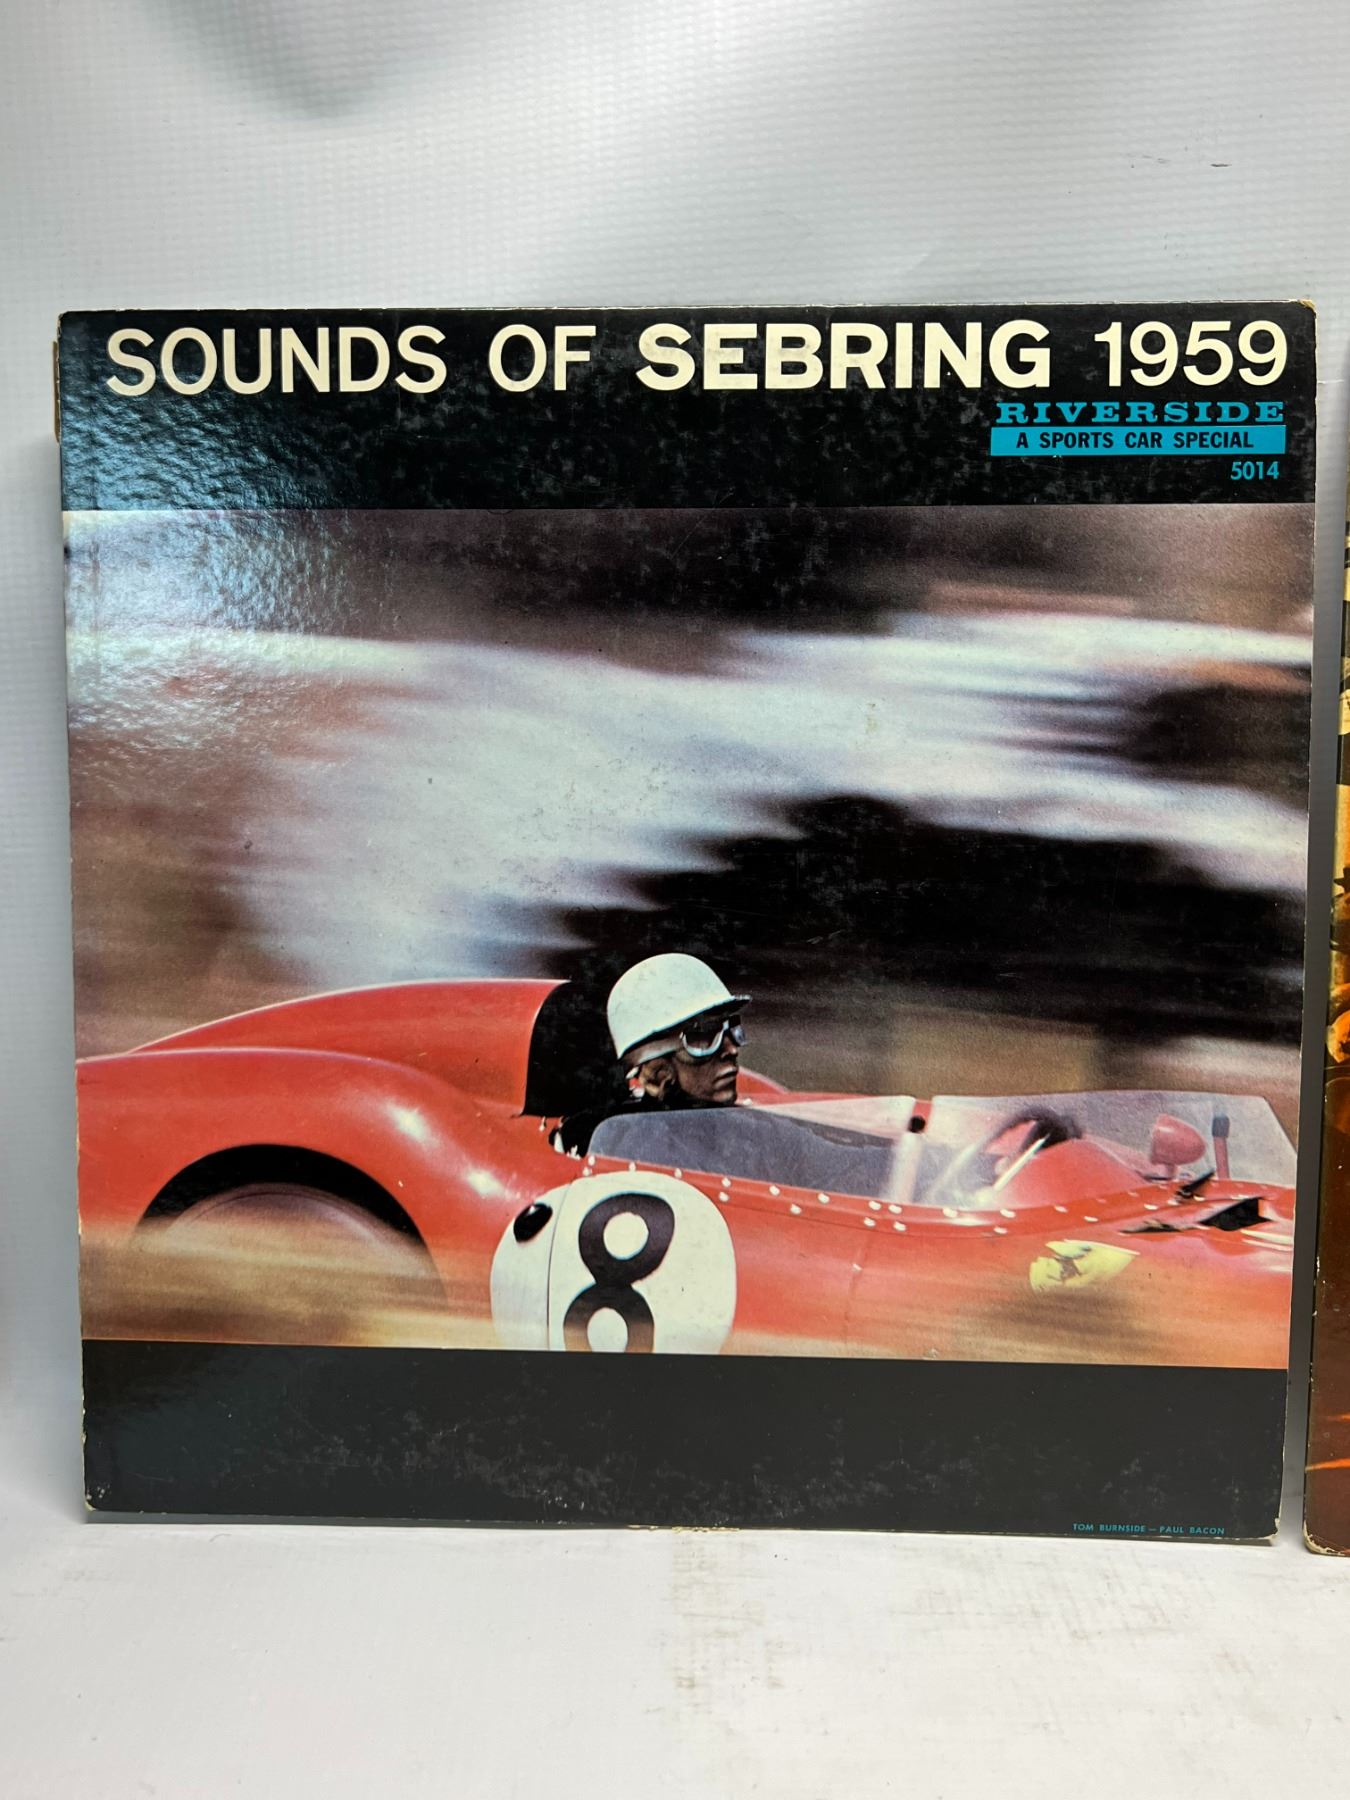 SOUNDS OF SEBRING 1959
RIVERSIDE
A SPORTS CAR SPECIAL
5014
8
TOM BURNSIDE — PAUL BACON